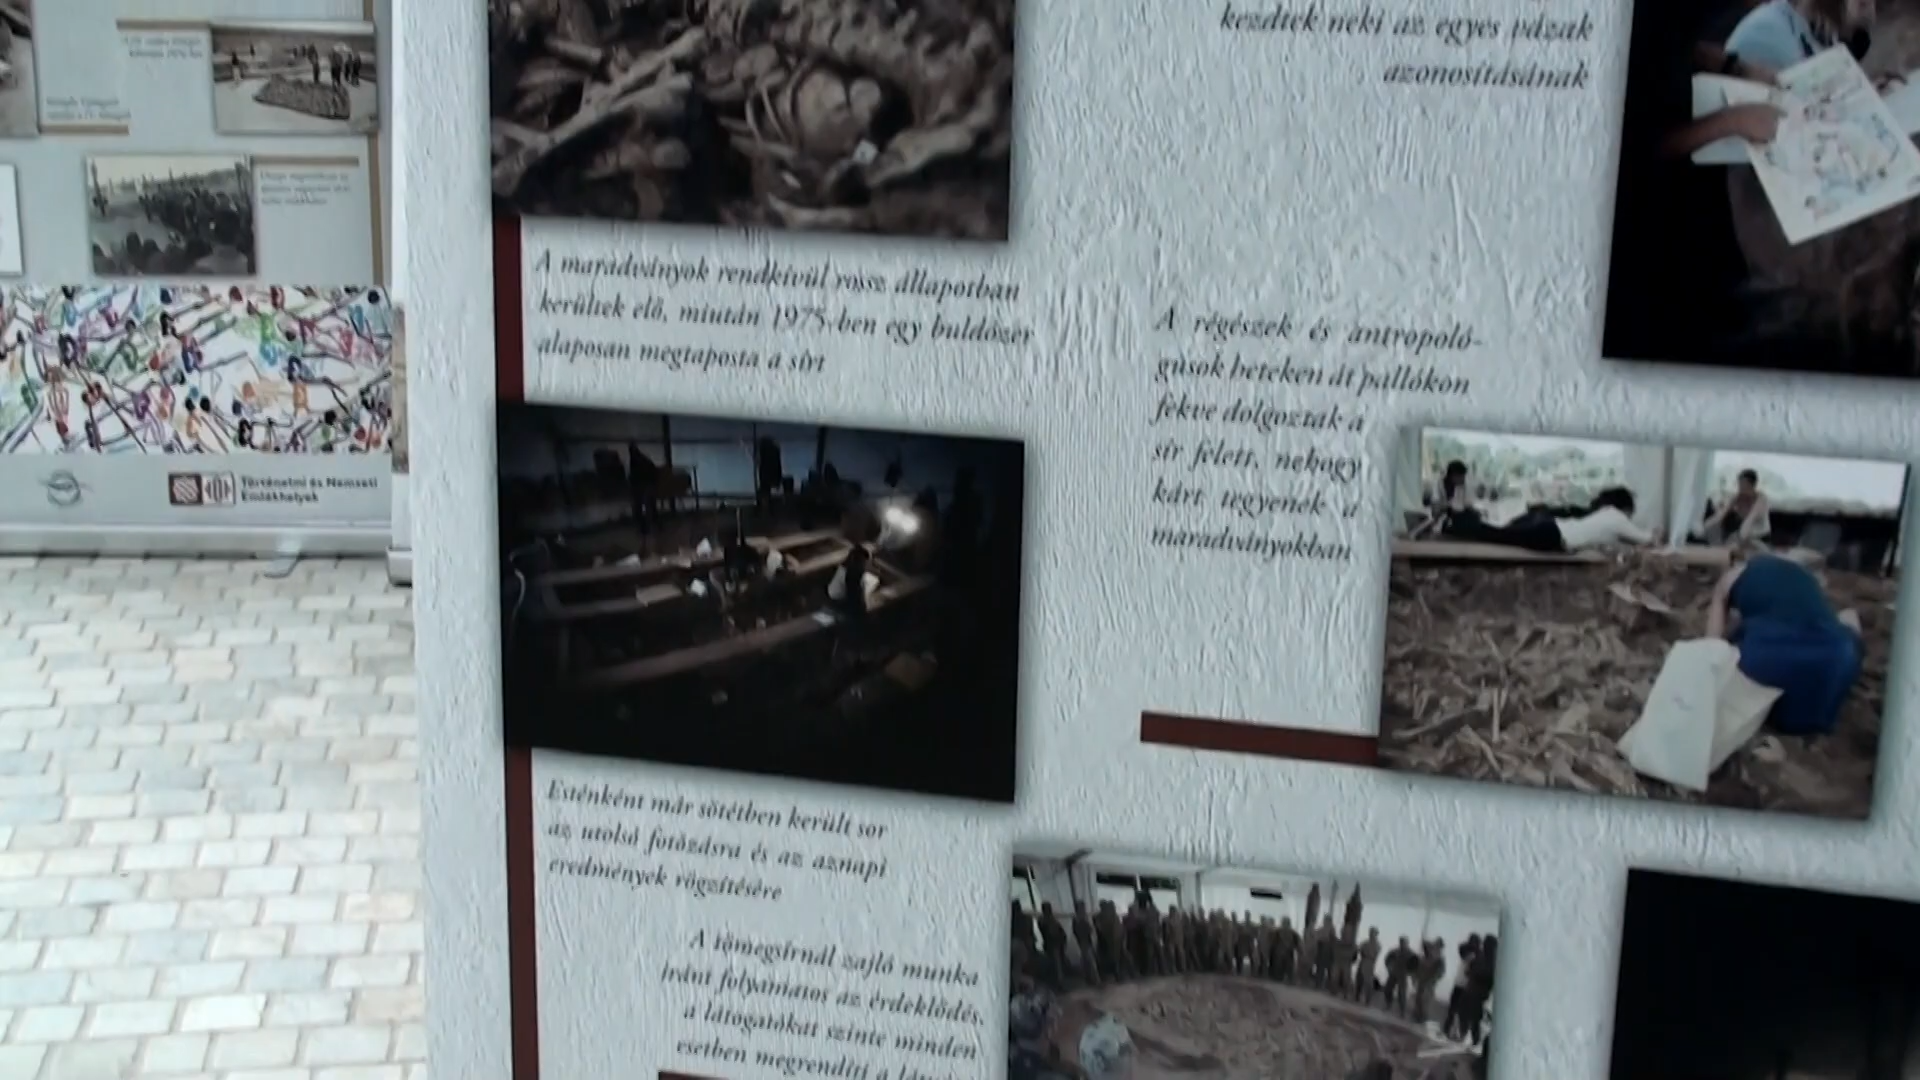 kezdtek neki az egyes vázak
azonosításának
A maradványok rendkívül rossz állapotban
kerültek elő, miután 1975-ben egy buldózer
alaposan megtaposta a sírt
A régészek és antropoló-
gusok heteken át pallókon
fekve dolgoztak a
sír felett, nehogy
kárt tegyenek a
maradványokban
Esténként már sötétben került sor
az utolsó fotózásra és az aznapi
eredmények rögzítésére
A tömegsírnál zajló munka
iránt folyamatos az érdeklődés,
a látogatókat szinte minden
esetben megrendíti a
Történelmi és Nemzeti
Emlékhelyek